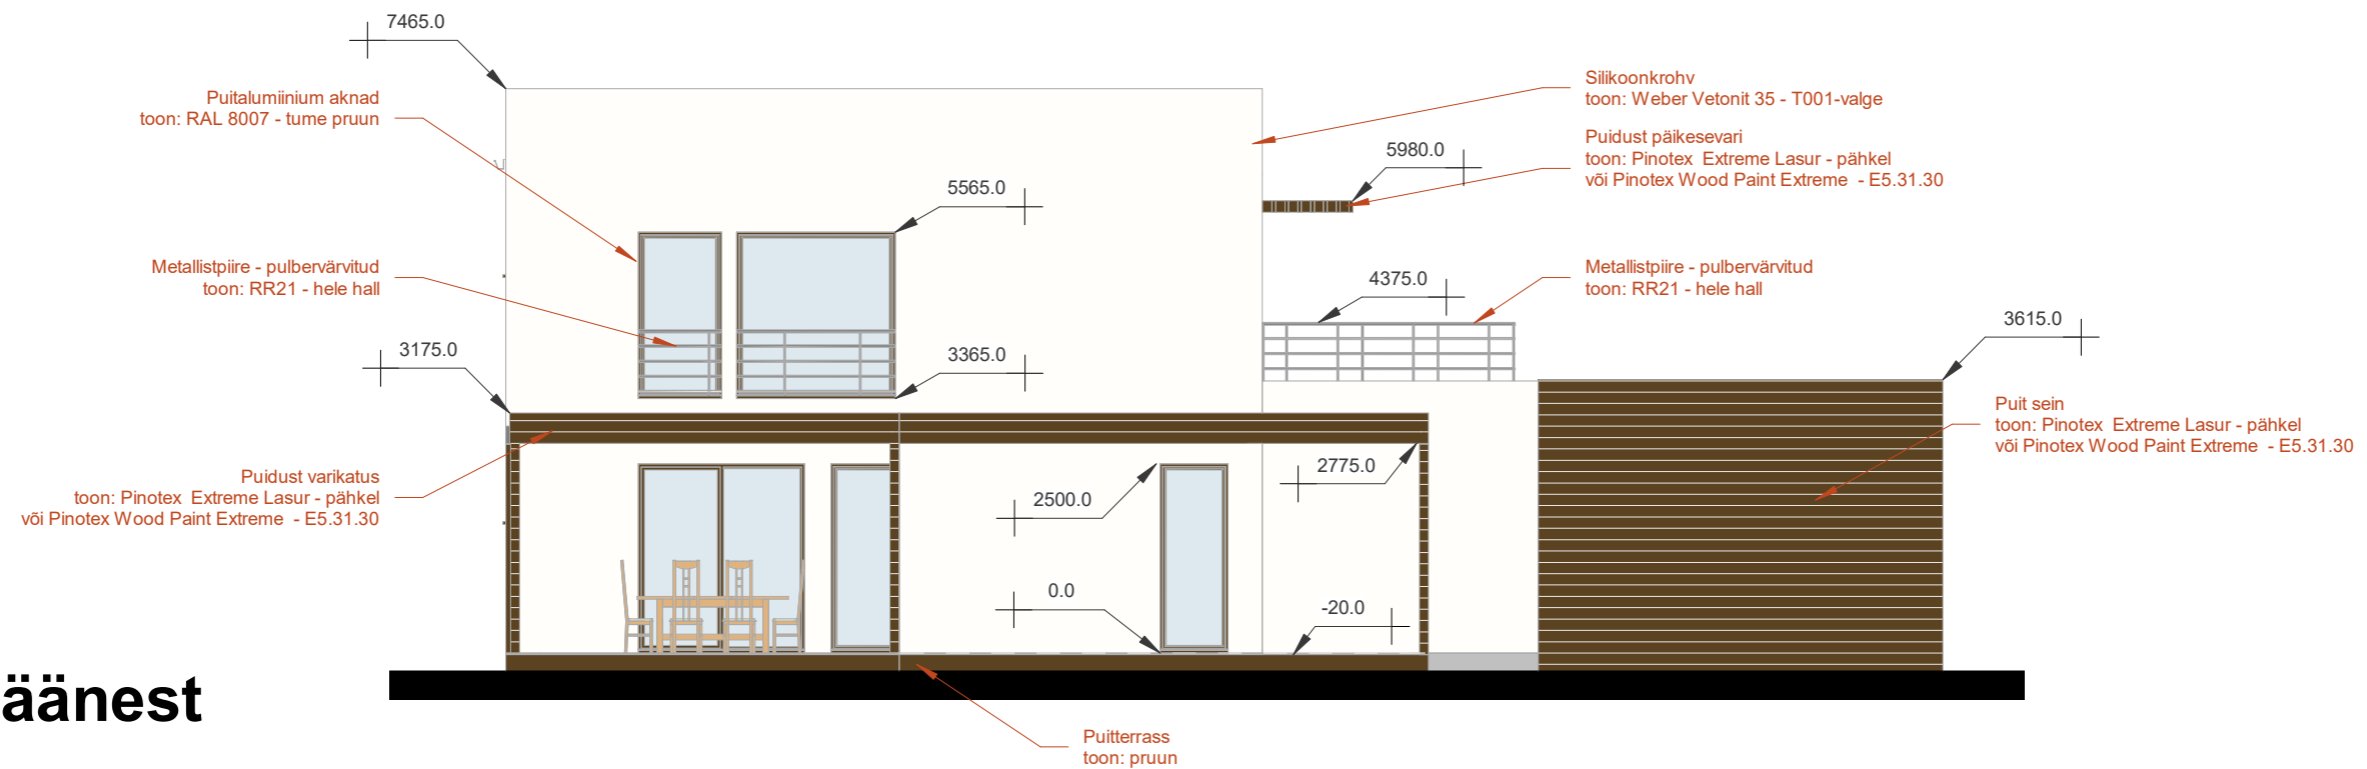 7465.0
Puitalumiinium aknad
toon: RAL 8007 - tume pruun
Silikoonkrohv
toon: Weber Vetonit 35 - T001-valge
Puidust päikesevari
toon: Pinotex Extreme Lasur - pähkel
või Pinotex Wood Paint Extreme - E5.31.30
5980.0
5565.0
Metallistpiire - pulbervärvitud
toon: RR21 - hele hall
4375.0
Metallistpiire - pulbervärvitud
toon: RR21 - hele hall
3615.0
3175.0
3365.0
Puit sein
toon: Pinotex Extreme Lasur - pähkel
või Pinotex Wood Paint Extreme - E5.31.30
Puidust varikatus
toon: Pinotex Extreme Lasur - pähkel
või Pinotex Wood Paint Extreme - E5.31.30
2775.0
2500.0
0.0
-20.0
äänest
Puitterrass
toon: pruun